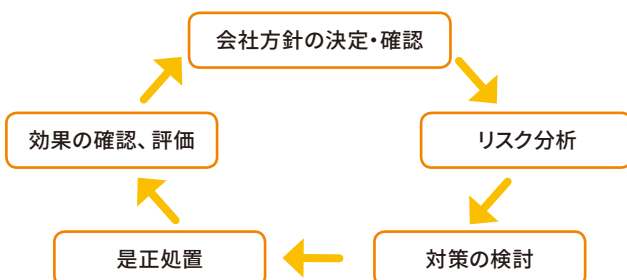 会社方針の決定・確認
リスク分析
対策の検討
是正処置
効果の確認、評価